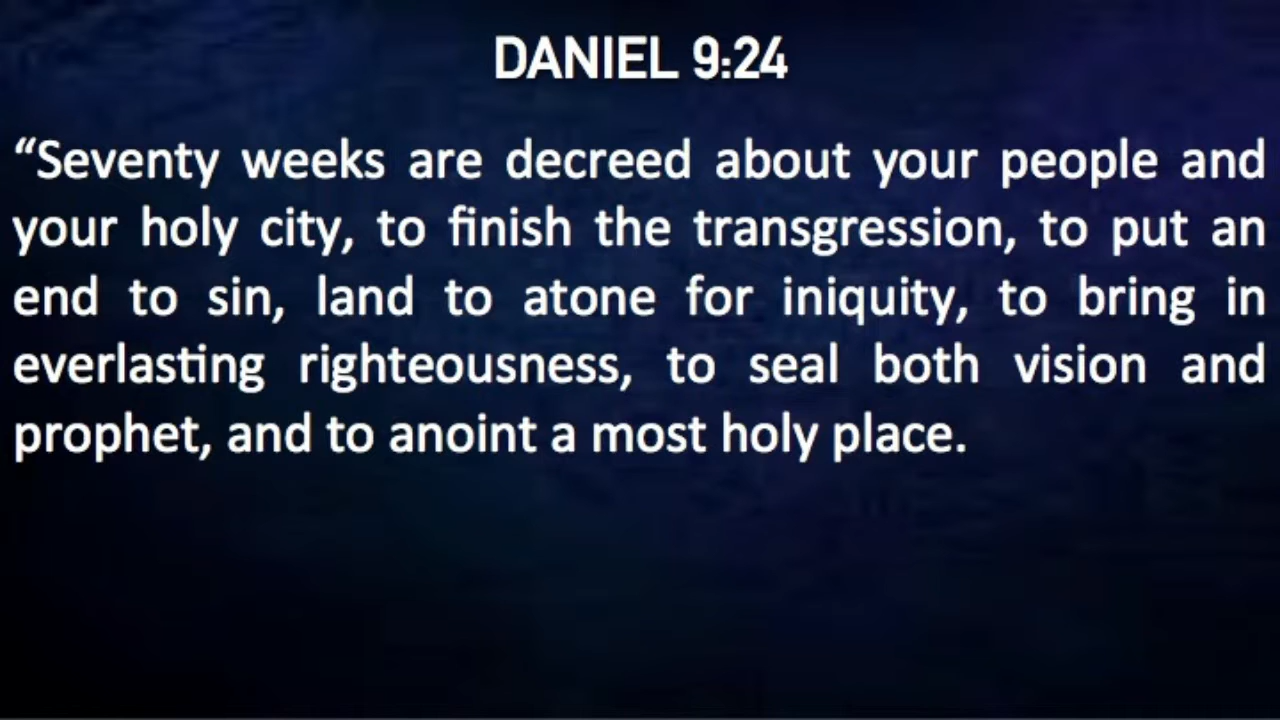 DANIEL 9:24
“Seventy weeks are decreed about your people and
your holy city, to finish the transgression, to put an
end to sin, land to atone for iniquity, to bring in
everlasting righteousness, to seal both vision and
prophet, and to anoint a most holy place.